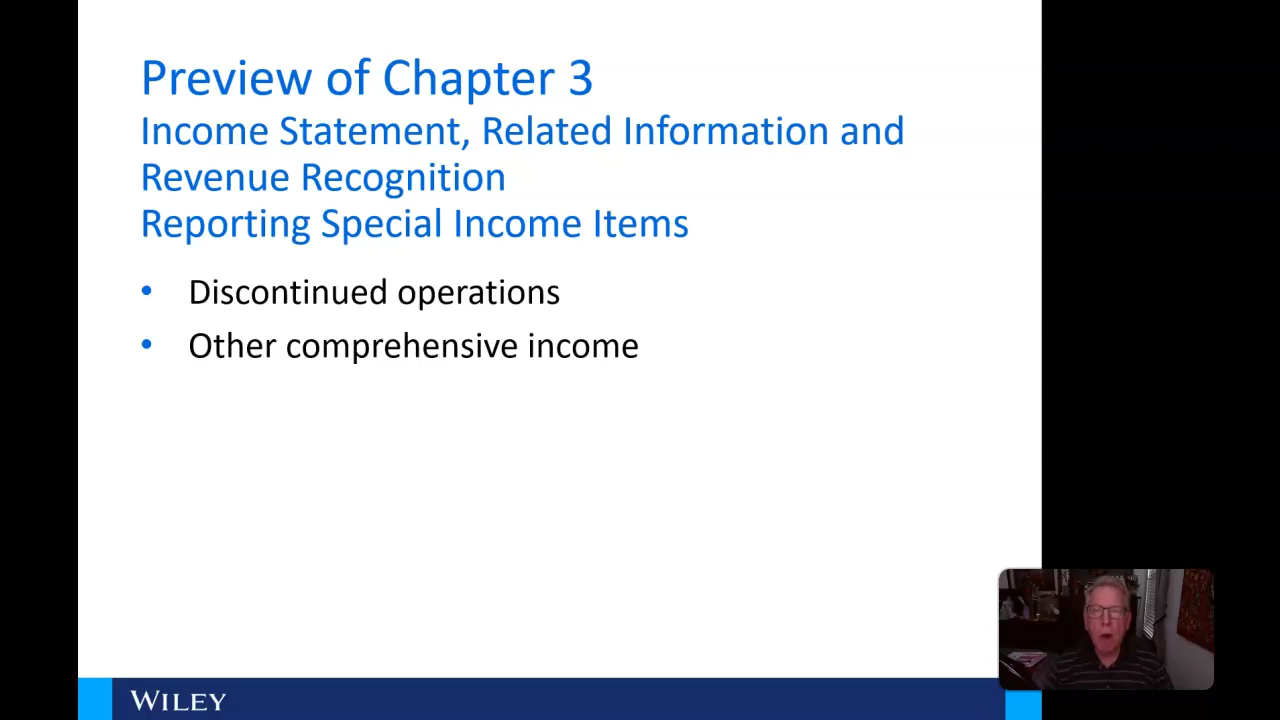 Preview of Chapter 3
Income Statement, Related Information and
Revenue Recognition
Reporting Special Income Items
• Discontinued operations
• Other comprehensive income
WILEY